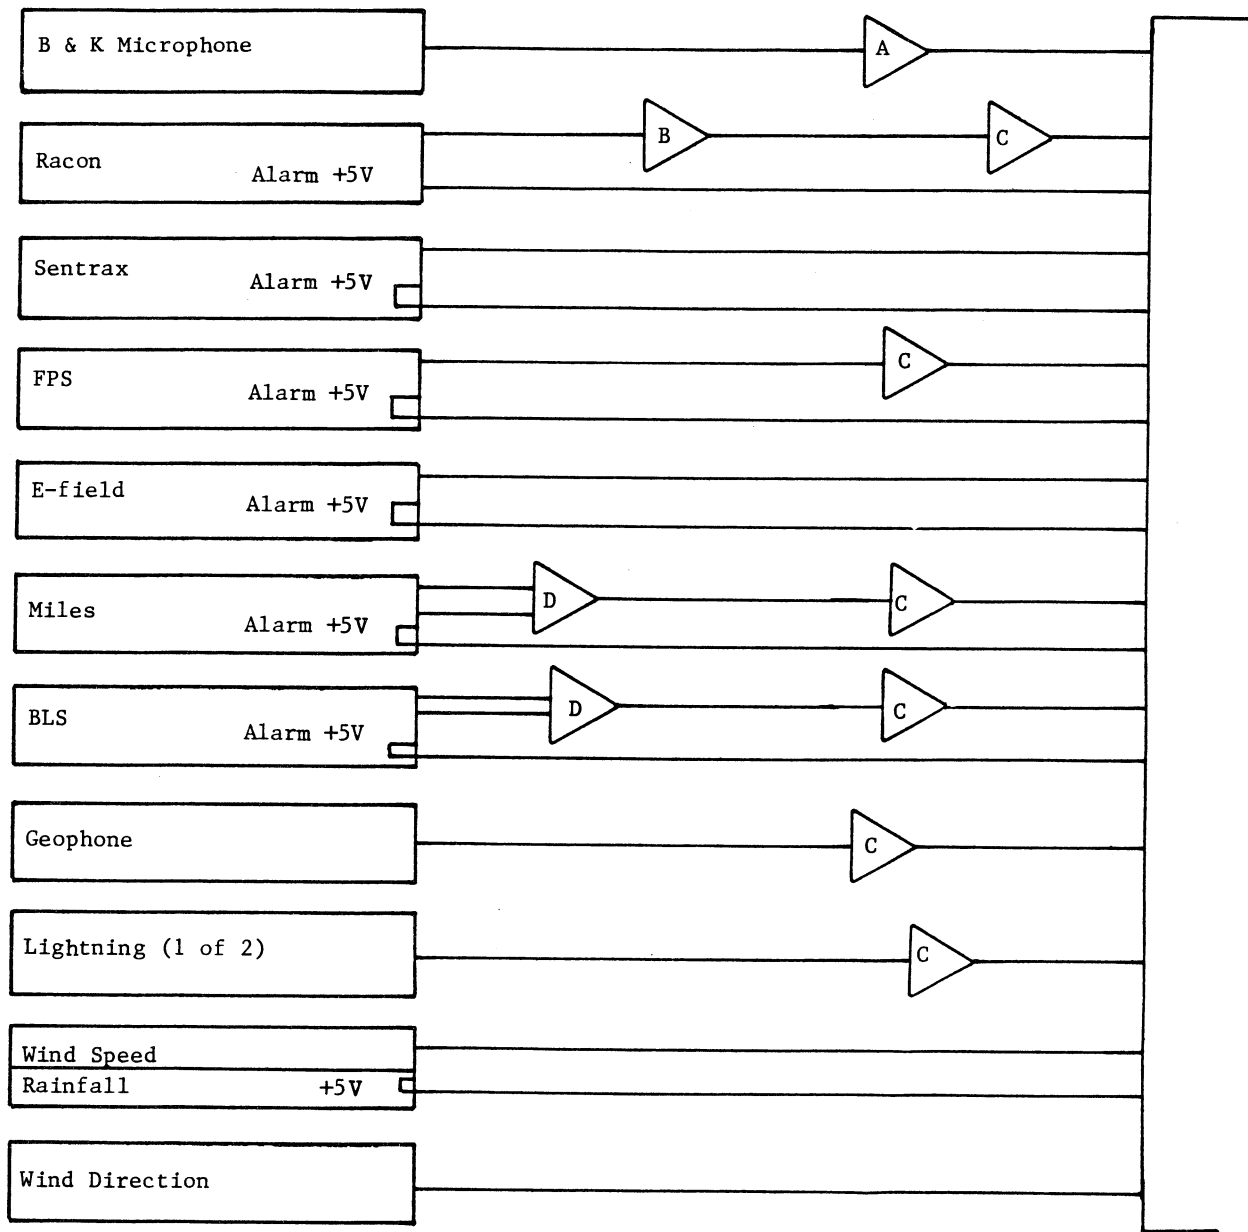 B & K Microphone
A
B
C
Racon
Alarm +5V
Sentrax
Alarm +5V
C
FPS
Alarm +5V
E-field
Alarm +5V
D
C
Miles
Alarm +5V
D
C
BLS
Alarm +5V
Geophone
C
Lightning (1 of 2)
C
Wind Speed
Rainfall +5V
Wind Direction